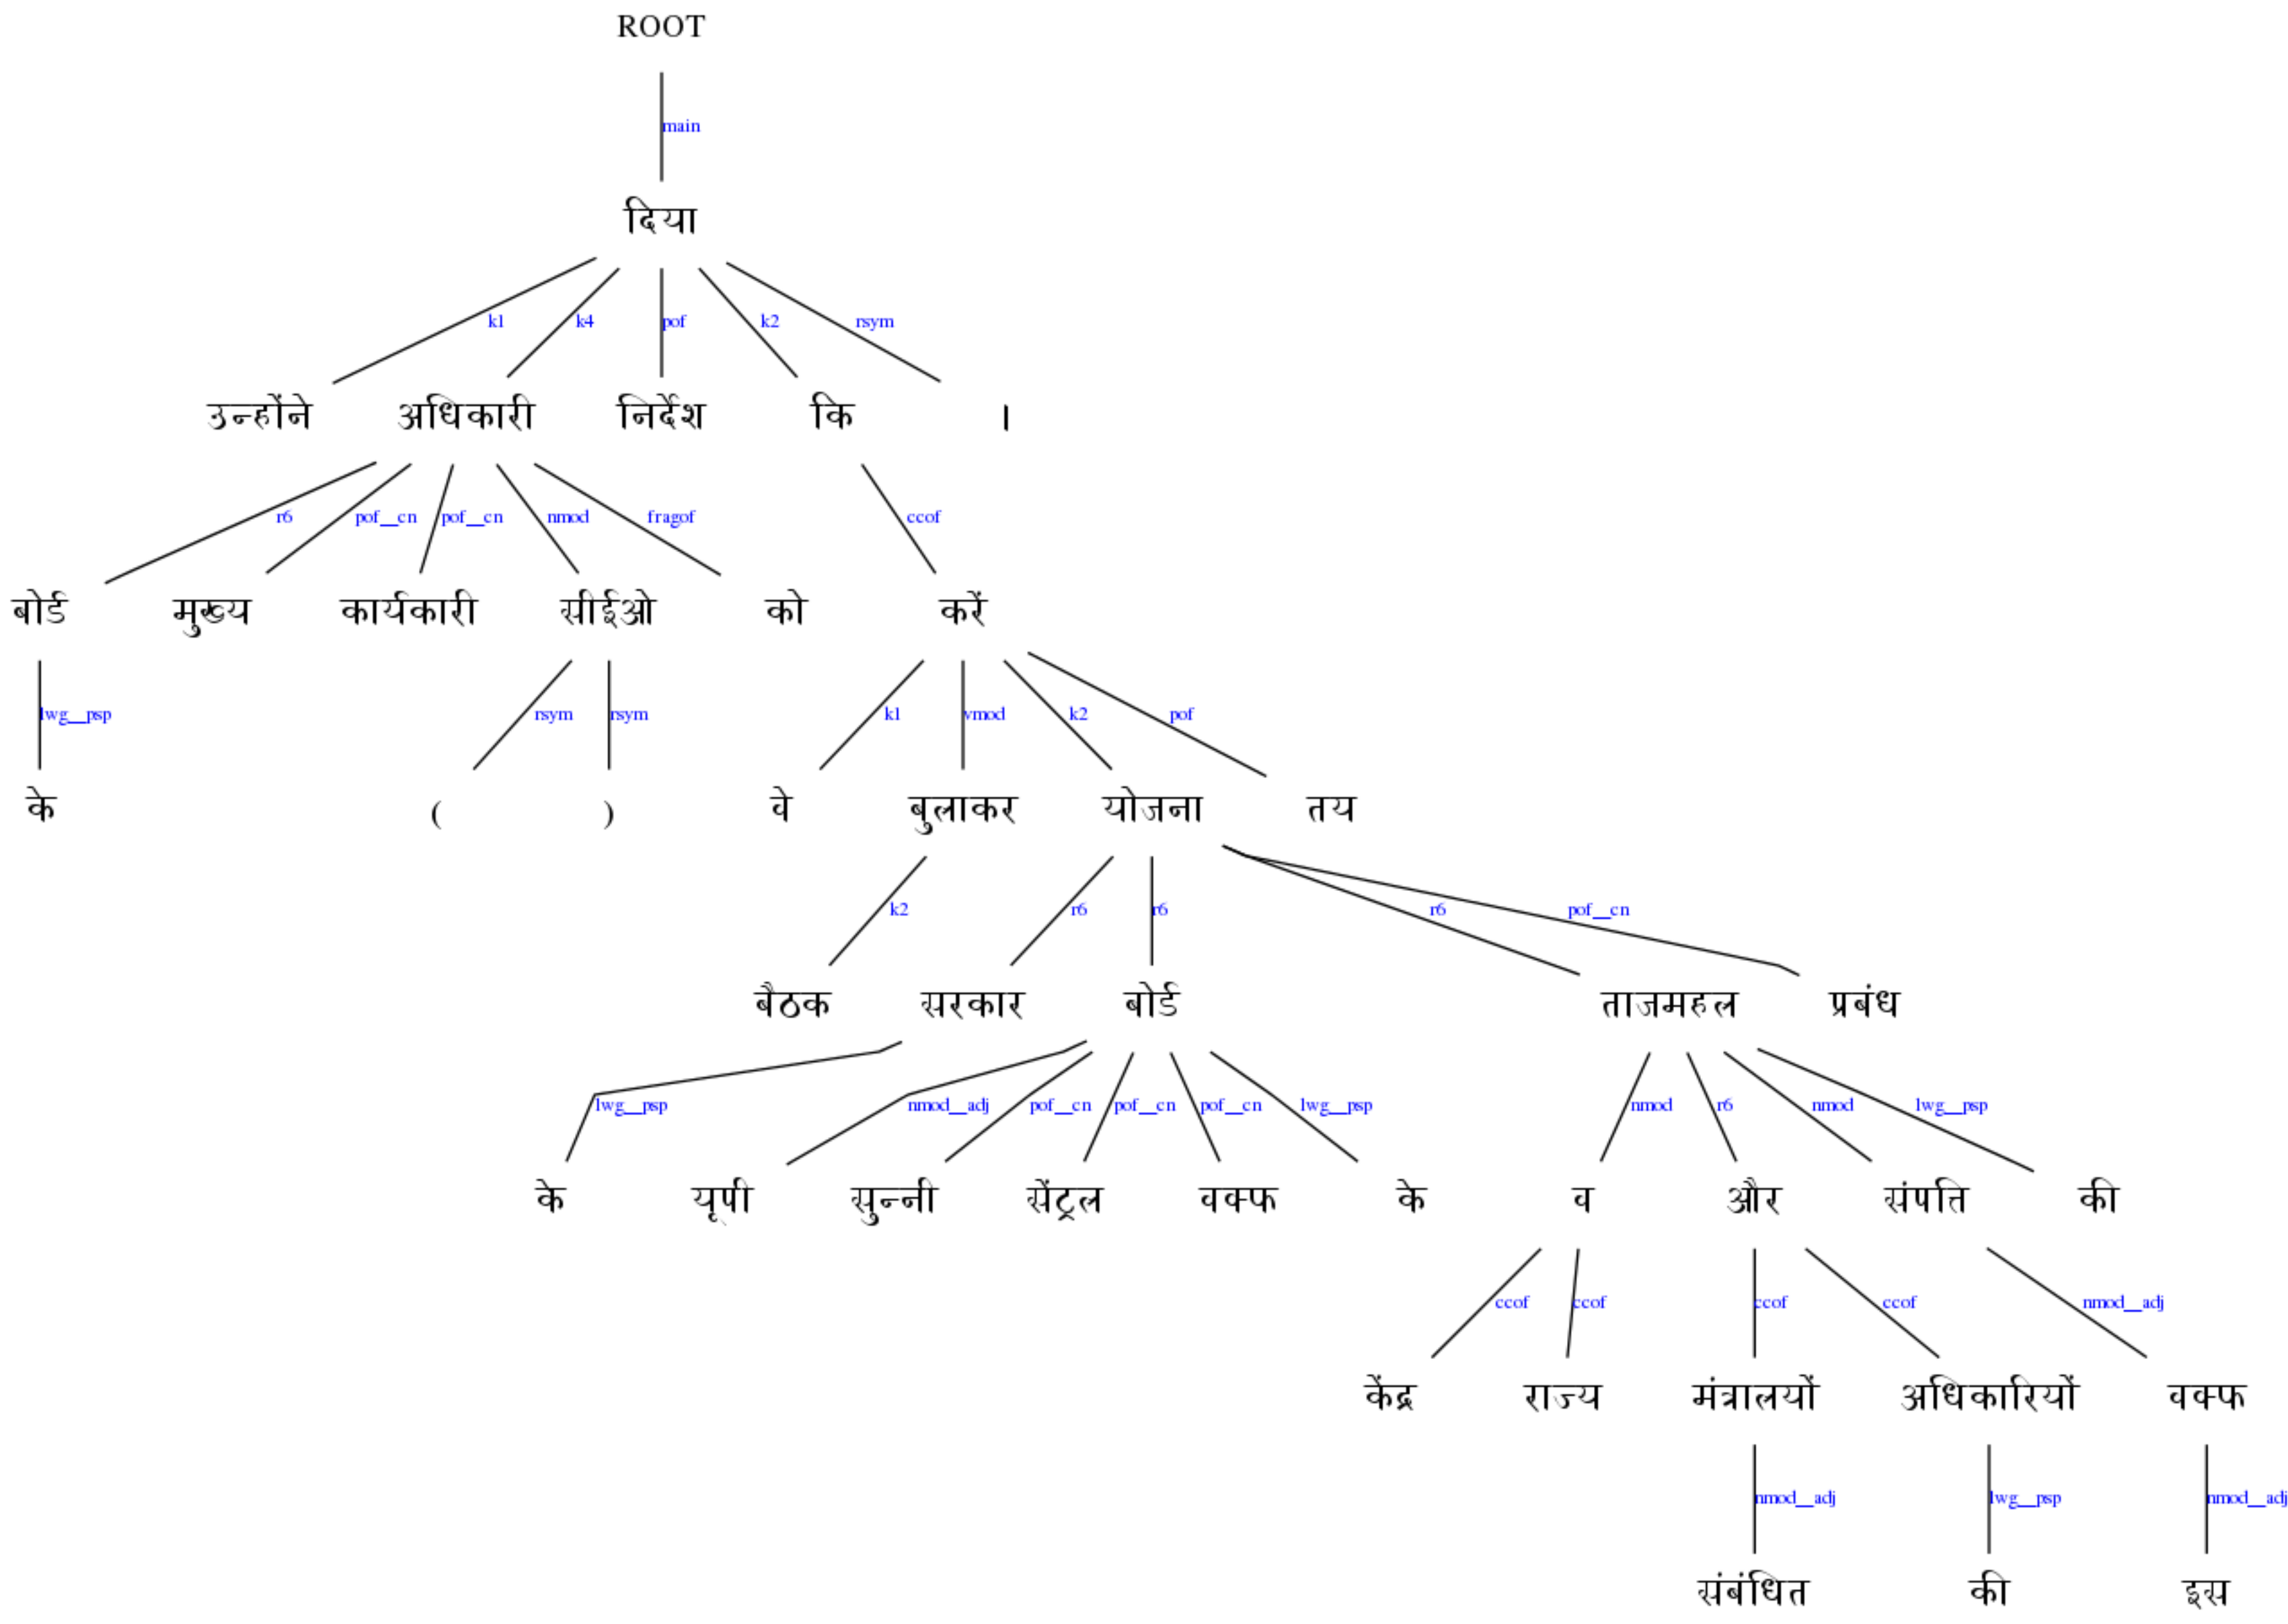 ROOT
main
दिया
k1 k4 pof k2 rsym
उन्होंने अधिकारी निर्देश कि ।
r6 pof__cn pof__cn nmod fragof ccof
बोर्ड मुख्य कार्यकारी सीईओ को करें
lwg__psp rsym rsym k1 vmod k2 pof
के ( ) वे बुलाकर योजना तय
k2 r6 r6 r6 pof__cn
बैठक सरकार बोर्ड ताजमहल प्रबंध
lwg__psp nmod__adj pof__cn pof__cn pof__cn lwg__psp nmod r6 nmod lwg__psp
के यूपी सुन्नी सेंट्रल वक्फ के व और संपत्ति की
ccof ccof ccof ccof nmod__adj
केंद्र राज्य मंत्रालयों अधिकारियों वक्फ
nmod__adj lwg__psp nmod__adj
संबंधित की इस